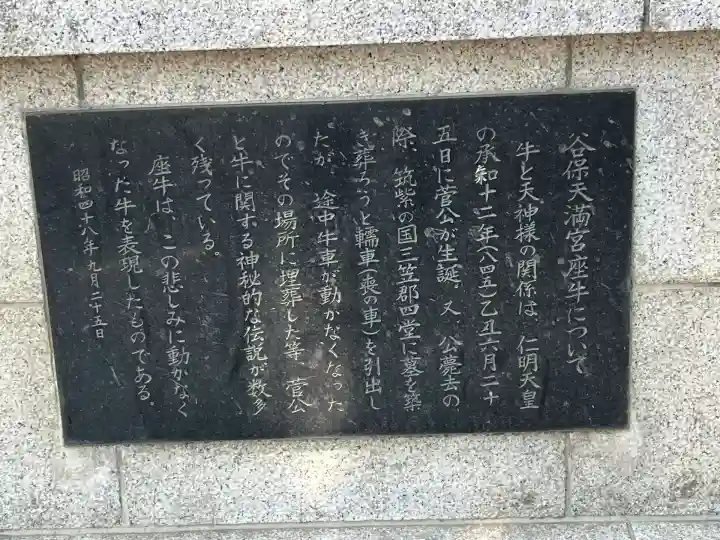 谷保天満宮座牛について
牛と天神様の関係は、仁明天皇
の承知十二年(八四五)乙丑六月二十
五日に菅公が生誕、又、公薨去の
際、筑紫の国三笠郡四堂に墓を築
き葬ろうと轜車(喪の車)を引出し
たが、途中牛車が動かなくなった
のでその場所に埋葬した等、菅公
と牛に関する神秘的な伝説が数多
く残っている。
座牛は、この悲しみに動かなく
なった牛を表現したものである。
昭和四十八年九月二十五日